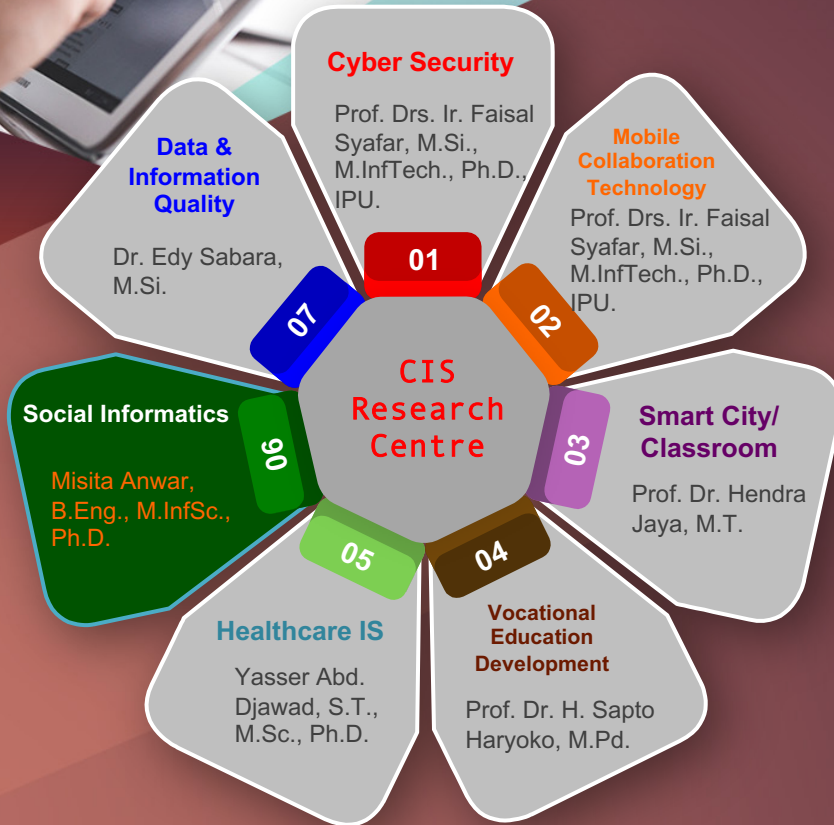 Cyber Security
Prof. Drs. Ir. Faisal
Syafar, M.Si.,
M.InfTech., Ph.D.,
IPU.
01
Mobile
Collaboration
Technology
Prof. Drs. Ir. Faisal
Syafar, M.Si.,
M.InfTech., Ph.D.,
IPU.
02
Smart City/
Classroom
Prof. Dr. Hendra
Jaya, M.T.
03
Vocational
Education
Development
Prof. Dr. H. Sapto
Haryoko, M.Pd.
04
Healthcare IS
Yasser Abd.
Djawad, S.T.,
M.Sc., Ph.D.
05
Social Informatics
Misita Anwar,
B.Eng., M.InfSc.,
Ph.D.
06
Data &
Information
Quality
Dr. Edy Sabara,
M.Si.
07
CIS
Research
Centre